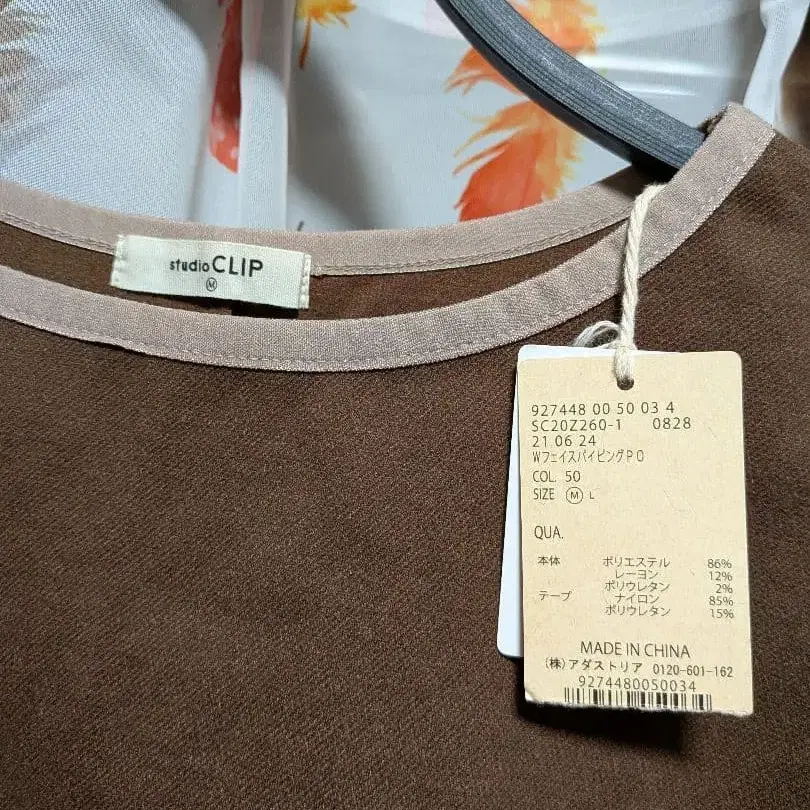 studio CLIP
Ⓜ
927448 00 50 03 4
SC20Z260-1 0828
21 06 24
WフェイスパイピングPO
COL. 50
SIZE Ⓜ L
QUA.
本体 ポリエステル 86%
レーヨン 12%
ポリウレタン 2%
テープ ナイロン 85%
ポリウレタン 15%
MADE IN CHINA
(株)アダストリア 0120-601-162
9274480050034